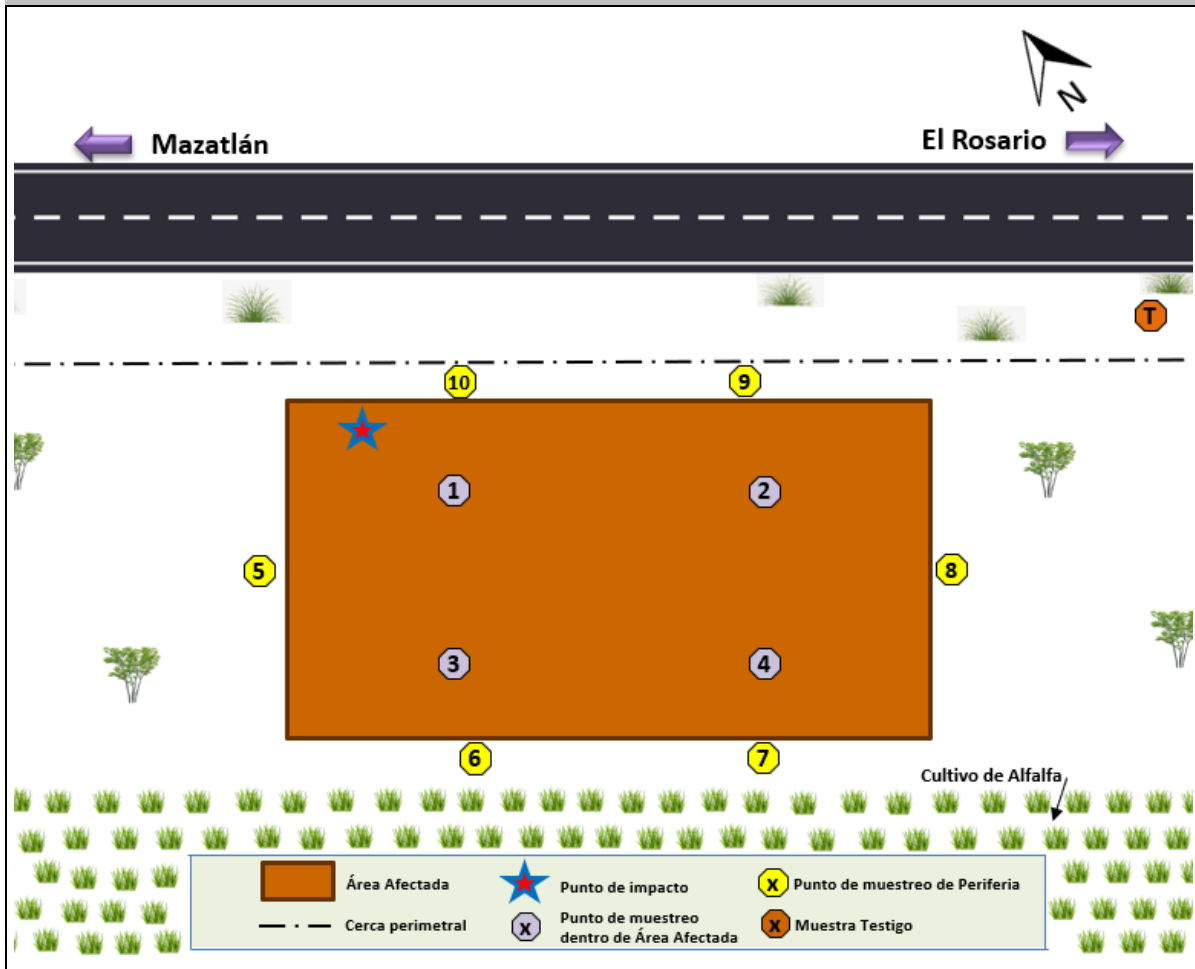 N
Mazatlán
El Rosario
T
10
9
1
2
5
8
3
4
6
7
Cultivo de Alfalfa
Área Afectada
Punto de impacto
x
Punto de muestreo de Periferia
Cerca perimetral
x
Punto de muestreo
dentro de Área Afectada
x
Muestra Testigo